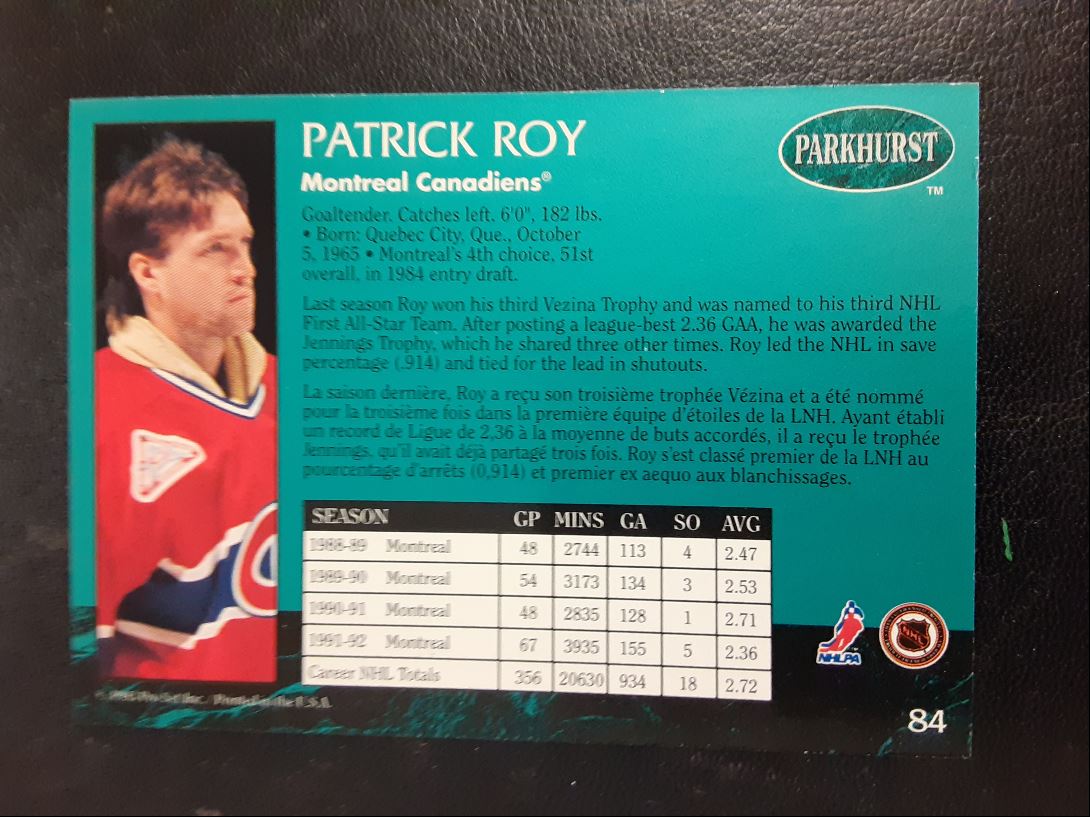 PATRICK ROY
PARKHURST
TM
Montreal Canadiens®
Goaltender. Catches left. 6'0", 182 lbs.
• Born: Quebec City, Que., October
5, 1965 • Montreal's 4th choice, 51st
overall, in 1984 entry draft.
Last season Roy won his third Vezina Trophy and was named to his third NHL
First All-Star Team. After posting a league-best 2.36 GAA, he was awarded the
Jennings Trophy, which he shared three other times. Roy led the NHL in save
percentage (.914) and tied for the lead in shutouts.
La saison dernière, Roy a reçu son troisième trophée Vézina et a été nommé
pour la troisième fois dans la première équipe d'étoiles de la LNH. Ayant établi
un record de Ligue de 2,36 à la moyenne de buts accordés, il a reçu le trophée
Jennings, qu'il avait déjà partagé trois fois. Roy s'est classé premier de la LNH au
pourcentage d'arrêts (0,914) et premier ex aequo aux blanchissages.
SEASON GP MINS GA SO AVG
1988-89 Montreal 48 2744 113 4 2.47
1989-90 Montreal 54 3173 134 3 2.53
1990-91 Montreal 48 2835 128 1 2.71
1991-92 Montreal 67 3935 155 5 2.36
Career NHL Totals 356 20630 934 18 2.72
NHLPA
NHL
Pro Set Inc. Printed in the U.S.A.
84